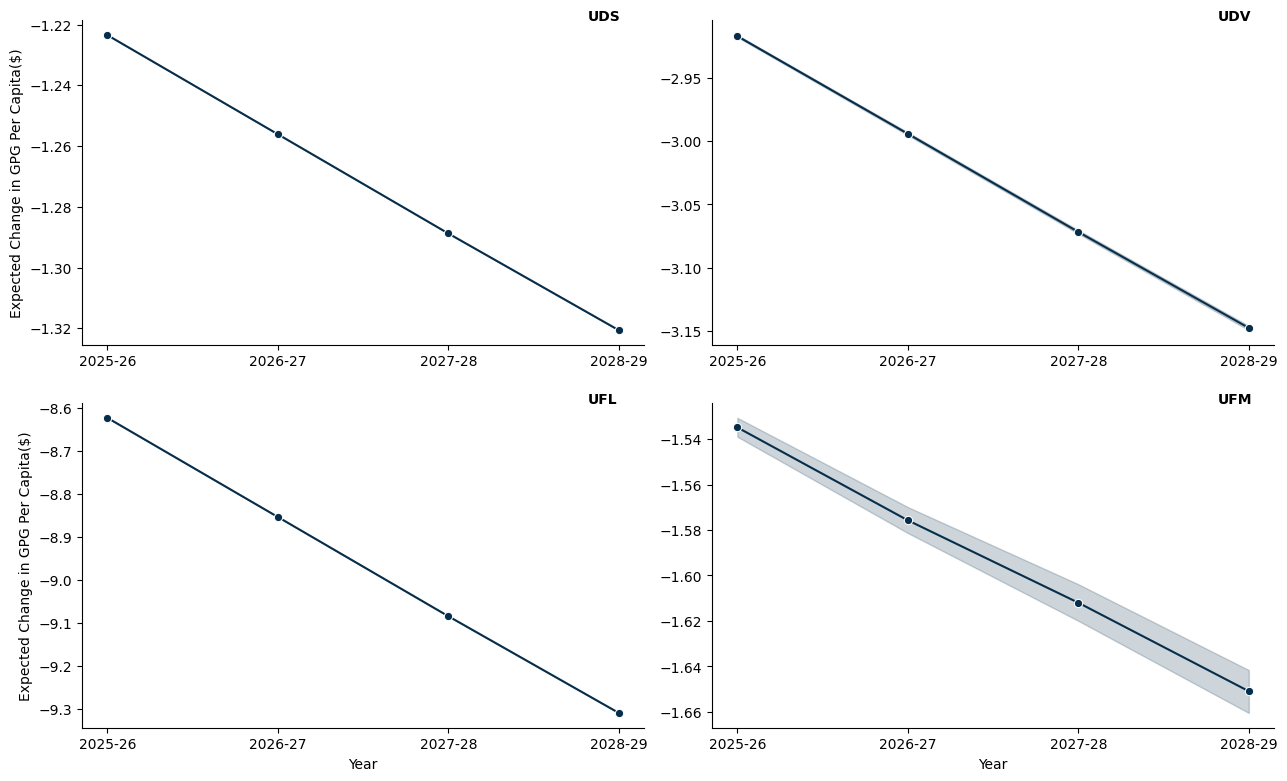 UDS
Expected Change in GPG Per Capita($)
−1.22
−1.24
−1.26
−1.28
−1.30
−1.32
2025-26 2026-27 2027-28 2028-29
UDV
−2.95
−3.00
−3.05
−3.10
−3.15
2025-26 2026-27 2027-28 2028-29
UFL
Expected Change in GPG Per Capita($)
−8.6
−8.7
−8.8
−8.9
−9.0
−9.1
−9.2
−9.3
2025-26 2026-27 2027-28 2028-29
Year
UFM
−1.54
−1.56
−1.58
−1.60
−1.62
−1.64
−1.66
2025-26 2026-27 2027-28 2028-29
Year